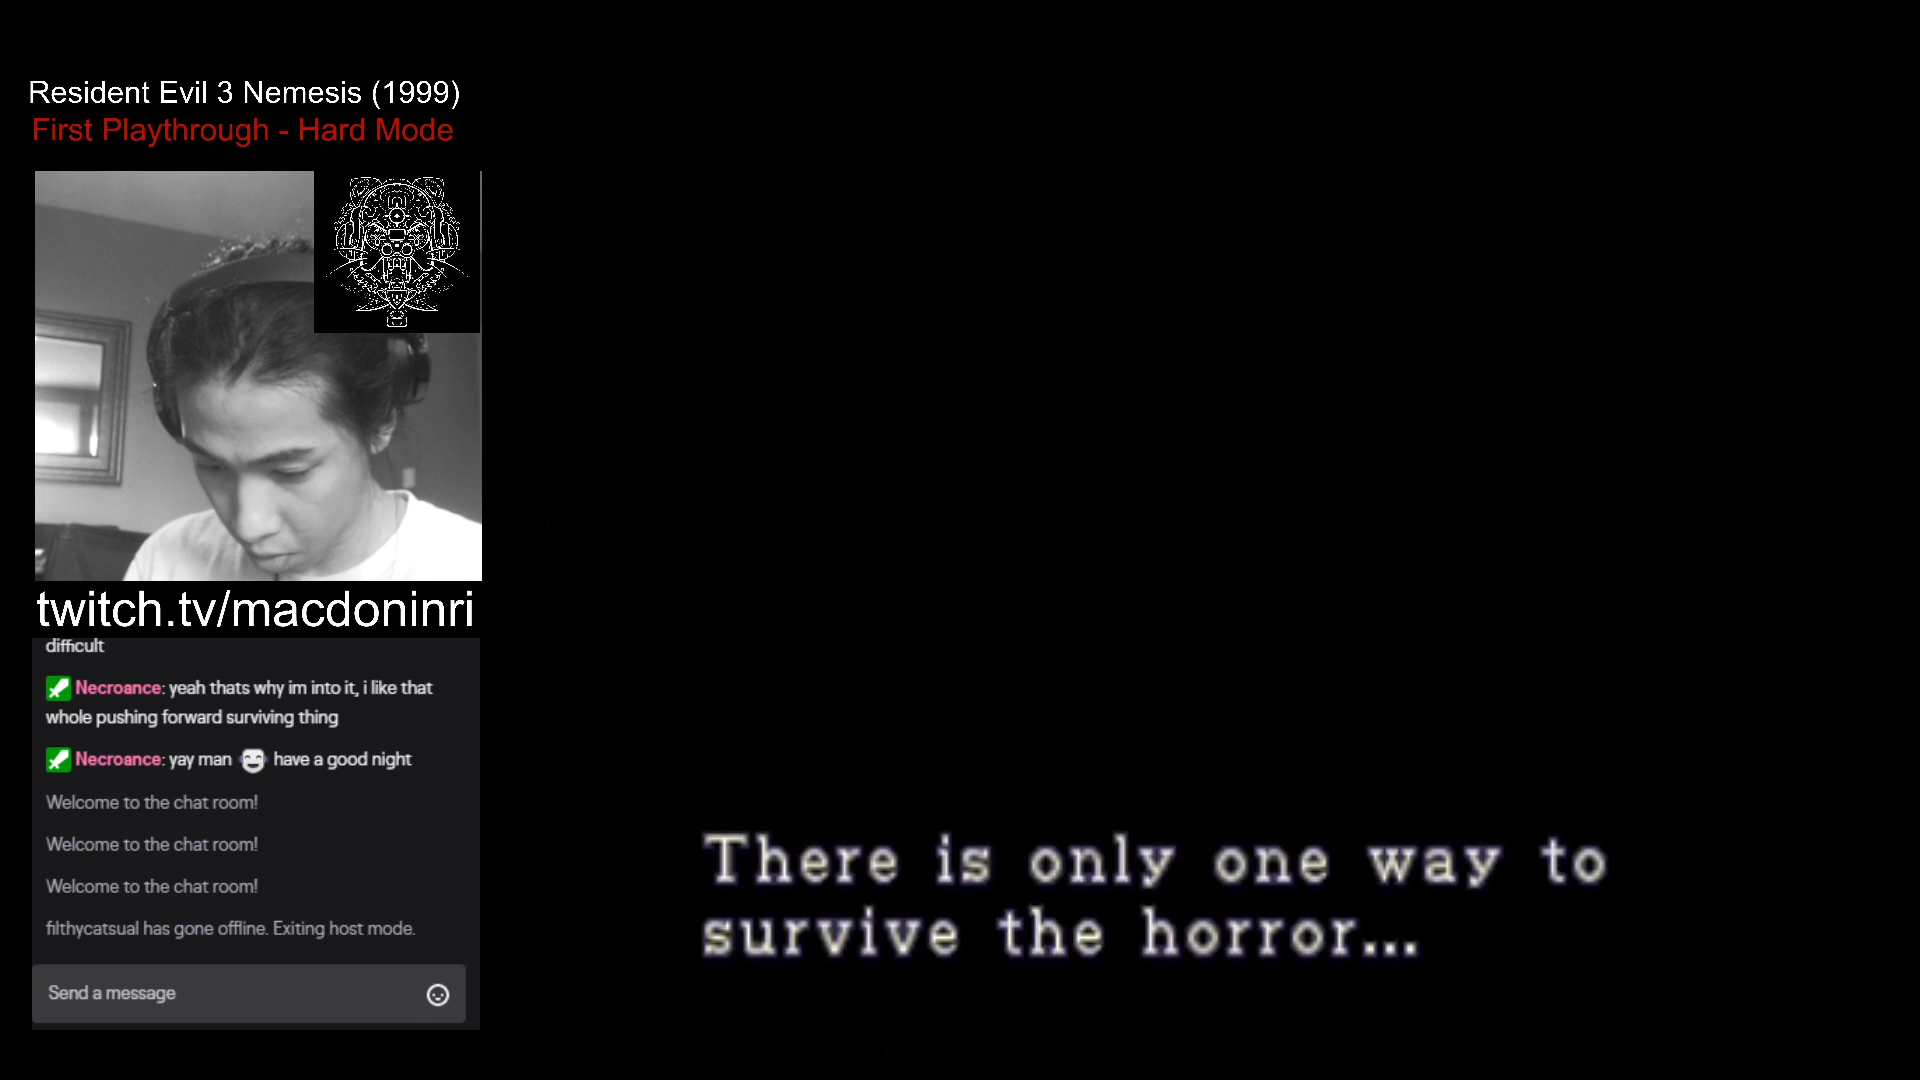 Resident Evil 3 Nemesis (1999)
First Playthrough - Hard Mode
twitch.tv/macdoninri
difficult
Necroance: yeah thats why im into it, i like that
whole pushing forward surviving thing
Necroance: yay man have a good night
Welcome to the chat room!
Welcome to the chat room!
Welcome to the chat room!
filthycatsual has gone offline. Exiting host mode.
Send a message
There is only one way to
survive the horror...